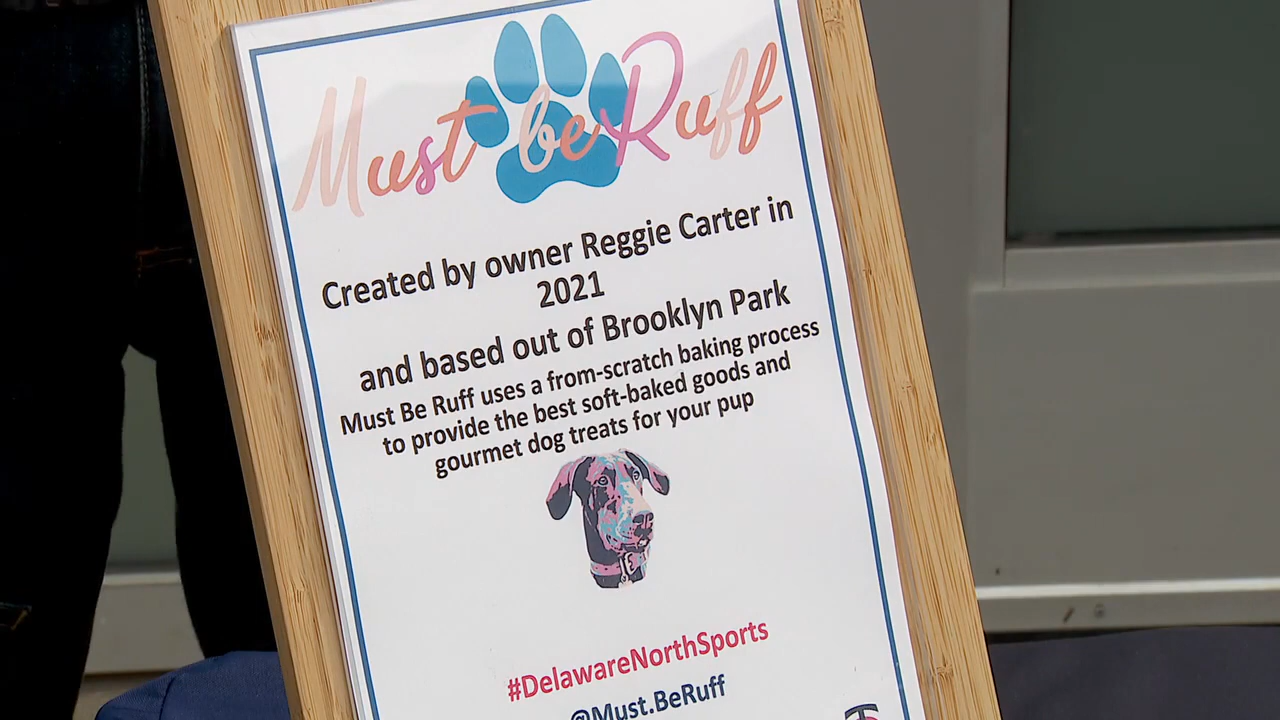 Must be Ruff
Created by owner Reggie Carter in
2021
and based out of Brooklyn Park
Must Be Ruff uses a from-scratch baking process
to provide the best soft-baked goods and
gourmet dog treats for your pup
#DelawareNorthSports
@Must.BeRuff